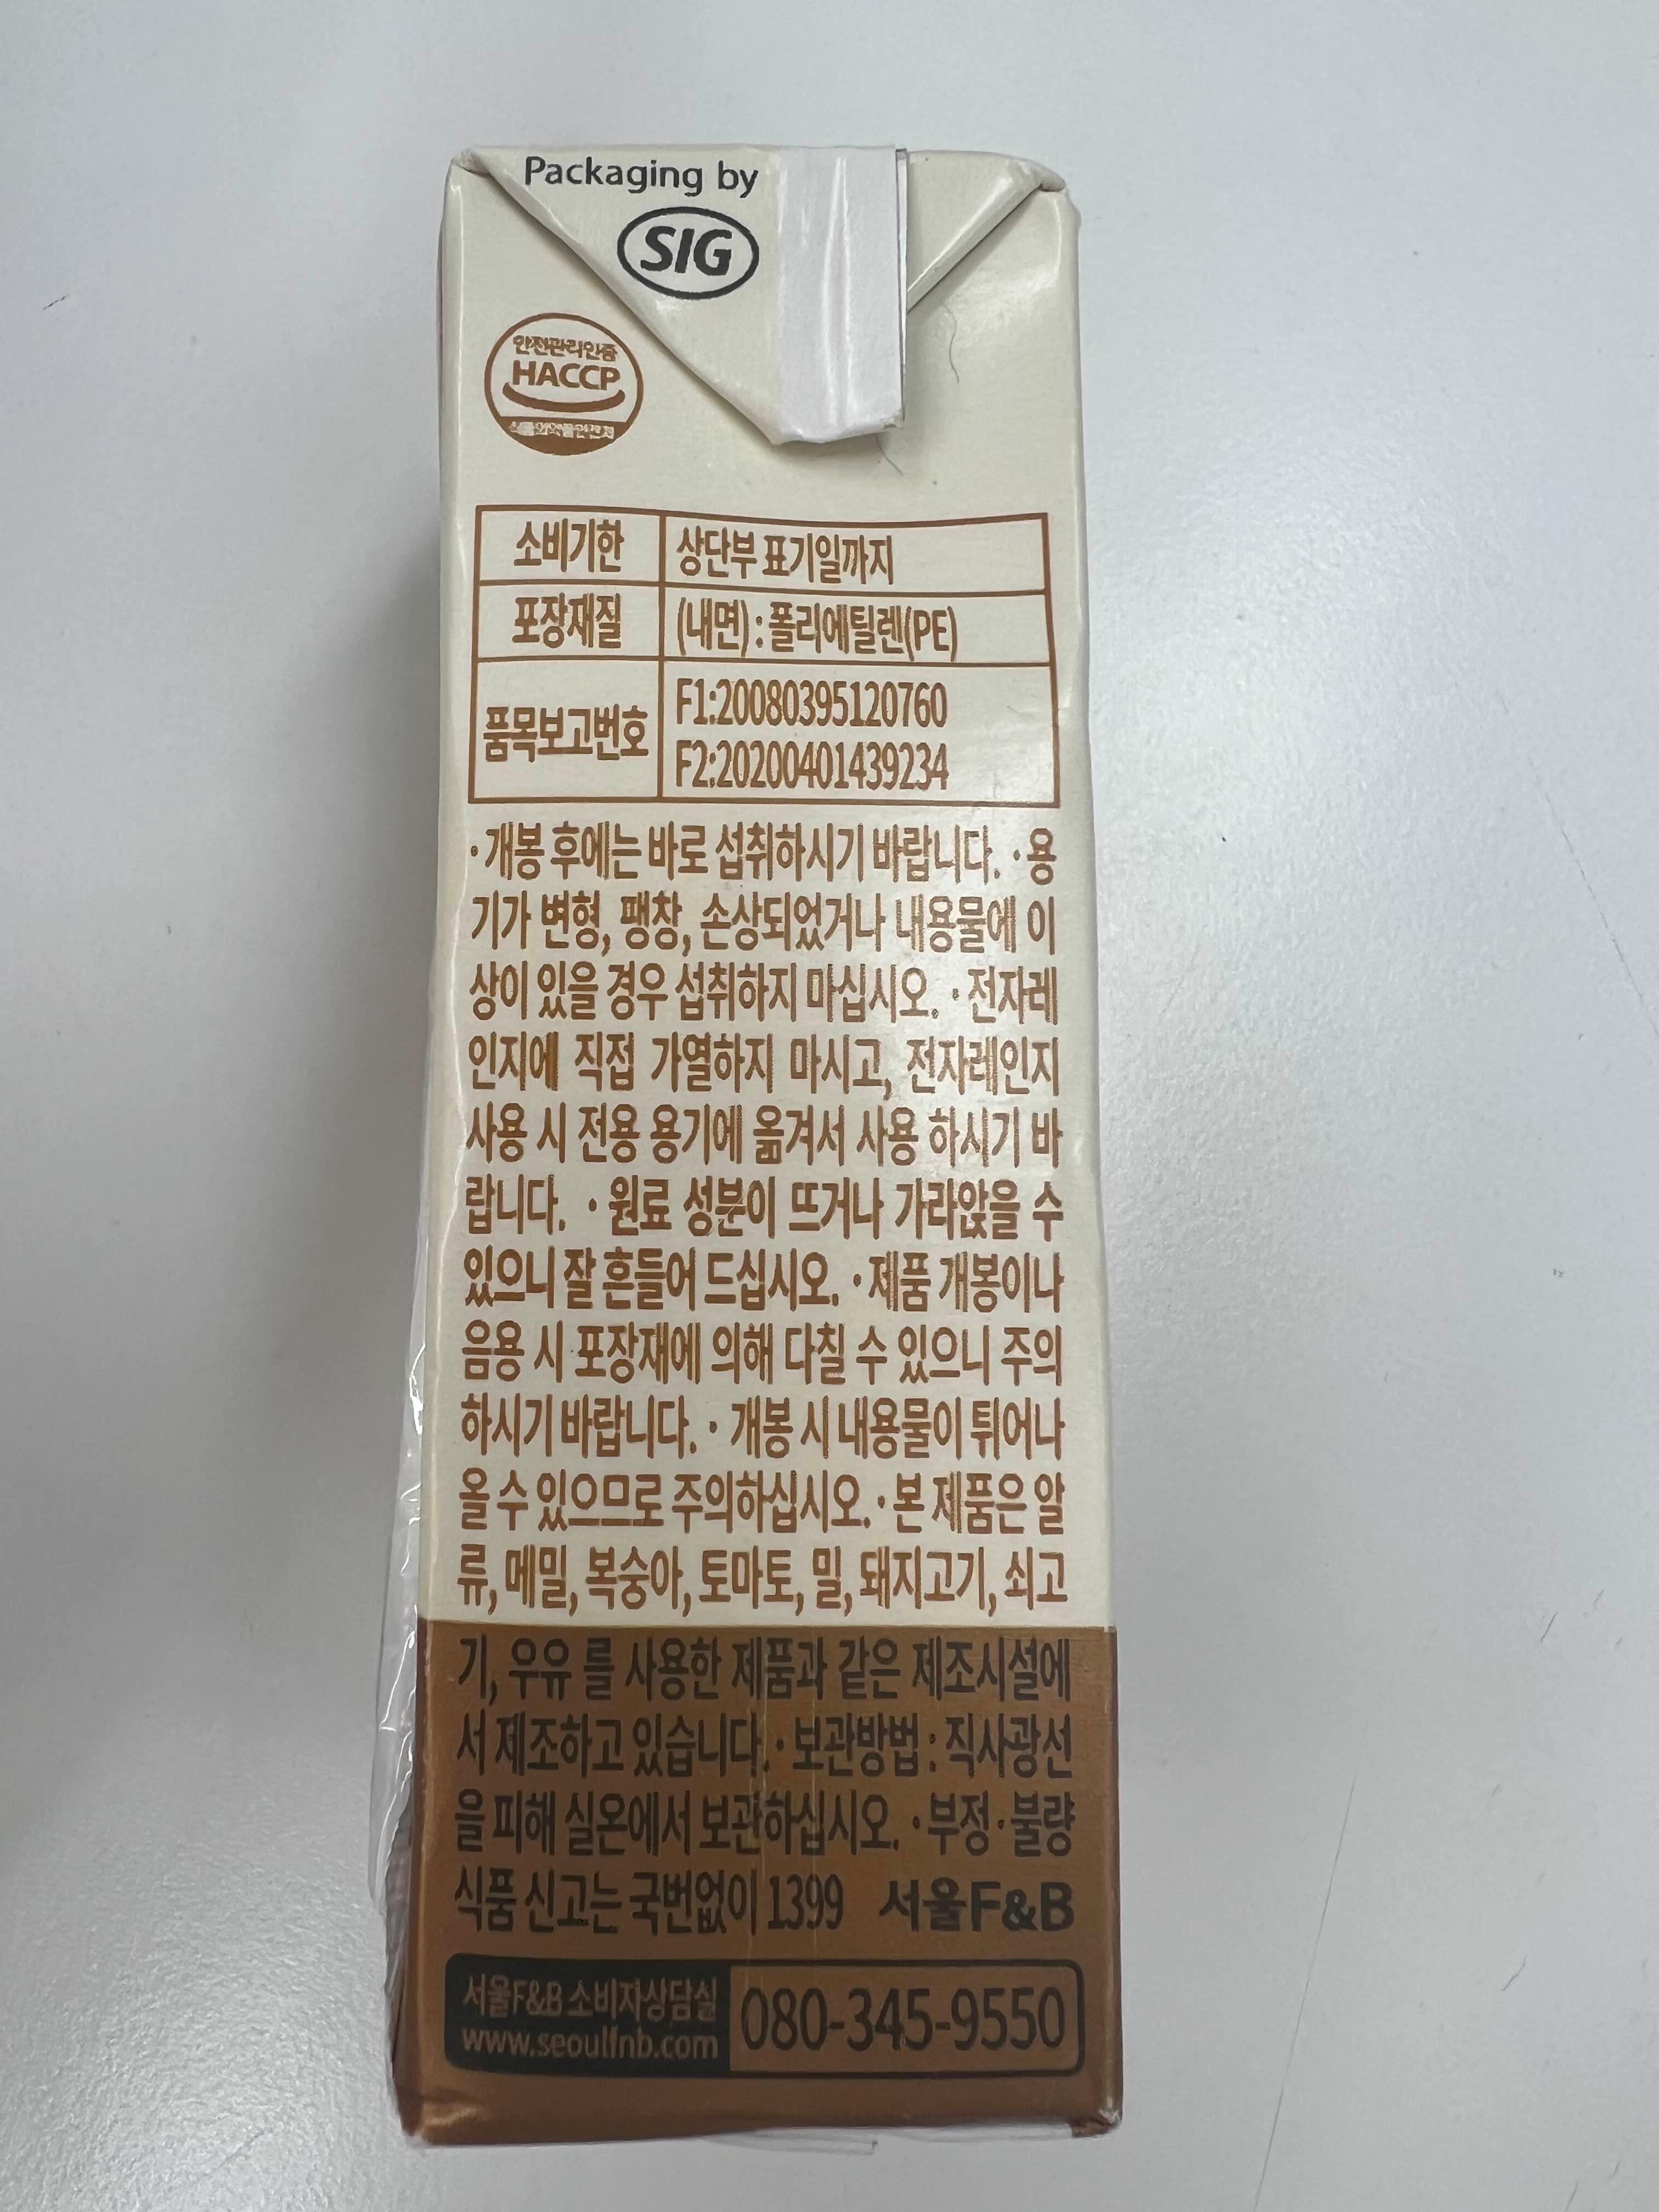 Packaging by
SIG
안전관리인증
HACCP
소비기한 상단부 표기일까지
포장재질 (내면) : 폴리에틸렌(PE)
품목보고번호 F1:20080395120760
F2:20200401439234
· 개봉 후에는 바로 섭취하시기 바랍니다. · 용
기가 변형, 팽창, 손상되었거나 내용물에 이
상이 있을 경우 섭취하지 마십시오. · 전자레
인지에 직접 가열하지 마시고, 전자레인지
사용 시 전용 용기에 옮겨서 사용 하시기 바
랍니다. · 원료 성분이 뜨거나 가라앉을 수
있으니 잘 흔들어 드십시오. · 제품 개봉이나
음용 시 포장재에 의해 다칠 수 있으니 주의
하시기 바랍니다. · 개봉 시 내용물이 튀어나
올 수 있으므로 주의하십시오. · 본 제품은 알
류, 메밀, 복숭아, 토마토, 밀, 돼지고기, 쇠고
기, 우유 를 사용한 제품과 같은 제조시설에
서 제조하고 있습니다. · 보관방법 : 직사광선
을 피해 실온에서 보관하십시오. · 부정·불량
식품 신고는 국번없이 1399 서울F&B
서울F&B 소비자상담실
www.seoulfnb.com
080-345-9550